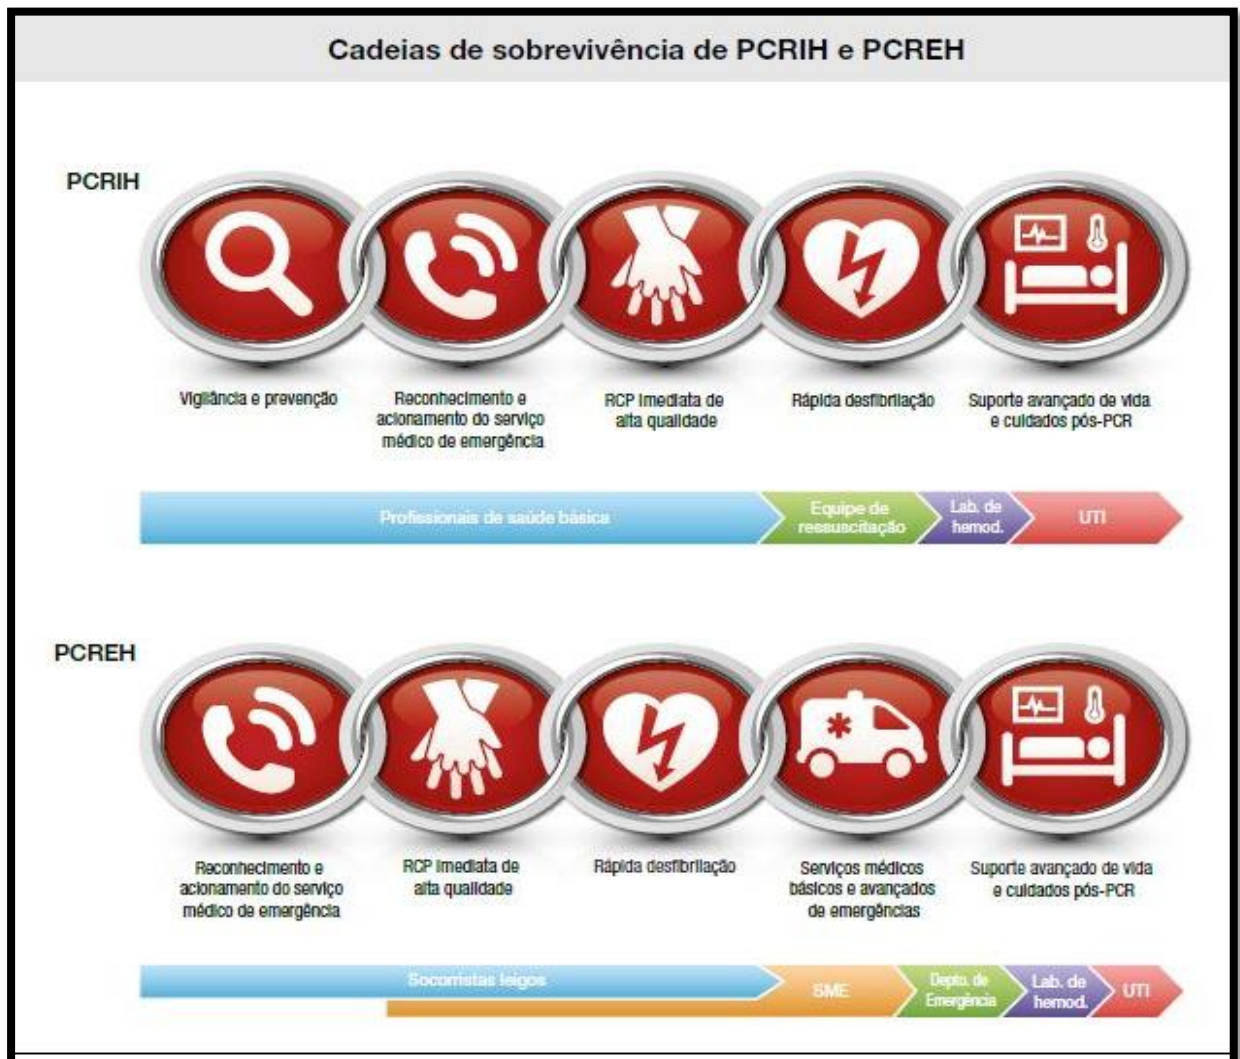 Cadeias de sobrevivência de PCRIH e PCREH
PCRIH
Vigilância e prevenção
Reconhecimento e
acionamento do serviço
médico de emergência
RCP imediata de
alta qualidade
Rápida desfibrilação
Suporte avançado de vida
e cuidados pós-PCR
Profissionais de saúde básica
Equipe de
ressuscitação
Lab. de
hemod.
UTI
PCREH
Reconhecimento e
acionamento do serviço
médico de emergência
RCP imediata de
alta qualidade
Rápida desfibrilação
Serviços médicos
básicos e avançados
de emergências
Suporte avançado de vida
e cuidados pós-PCR
Socorristas leigos
SME
Depto. de
Emergência
Lab. de
hemod.
UTI